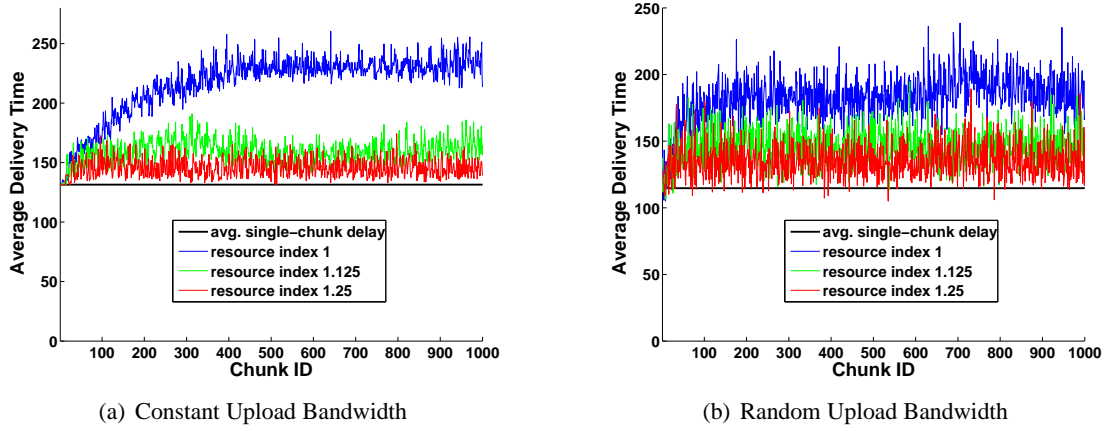 Average Delivery Time
250
200
150
100
50
0
avg. single-chunk delay
resource index 1
resource index 1.125
resource index 1.25
100 200 300 400 500 600 700 800 900 1000
Chunk ID
(a) Constant Upload Bandwidth
Average Delivery Time
250
200
150
100
50
0
avg. single-chunk delay
resource index 1
resource index 1.125
resource index 1.25
100 200 300 400 500 600 700 800 900 1000
Chunk ID
(b) Random Upload Bandwidth